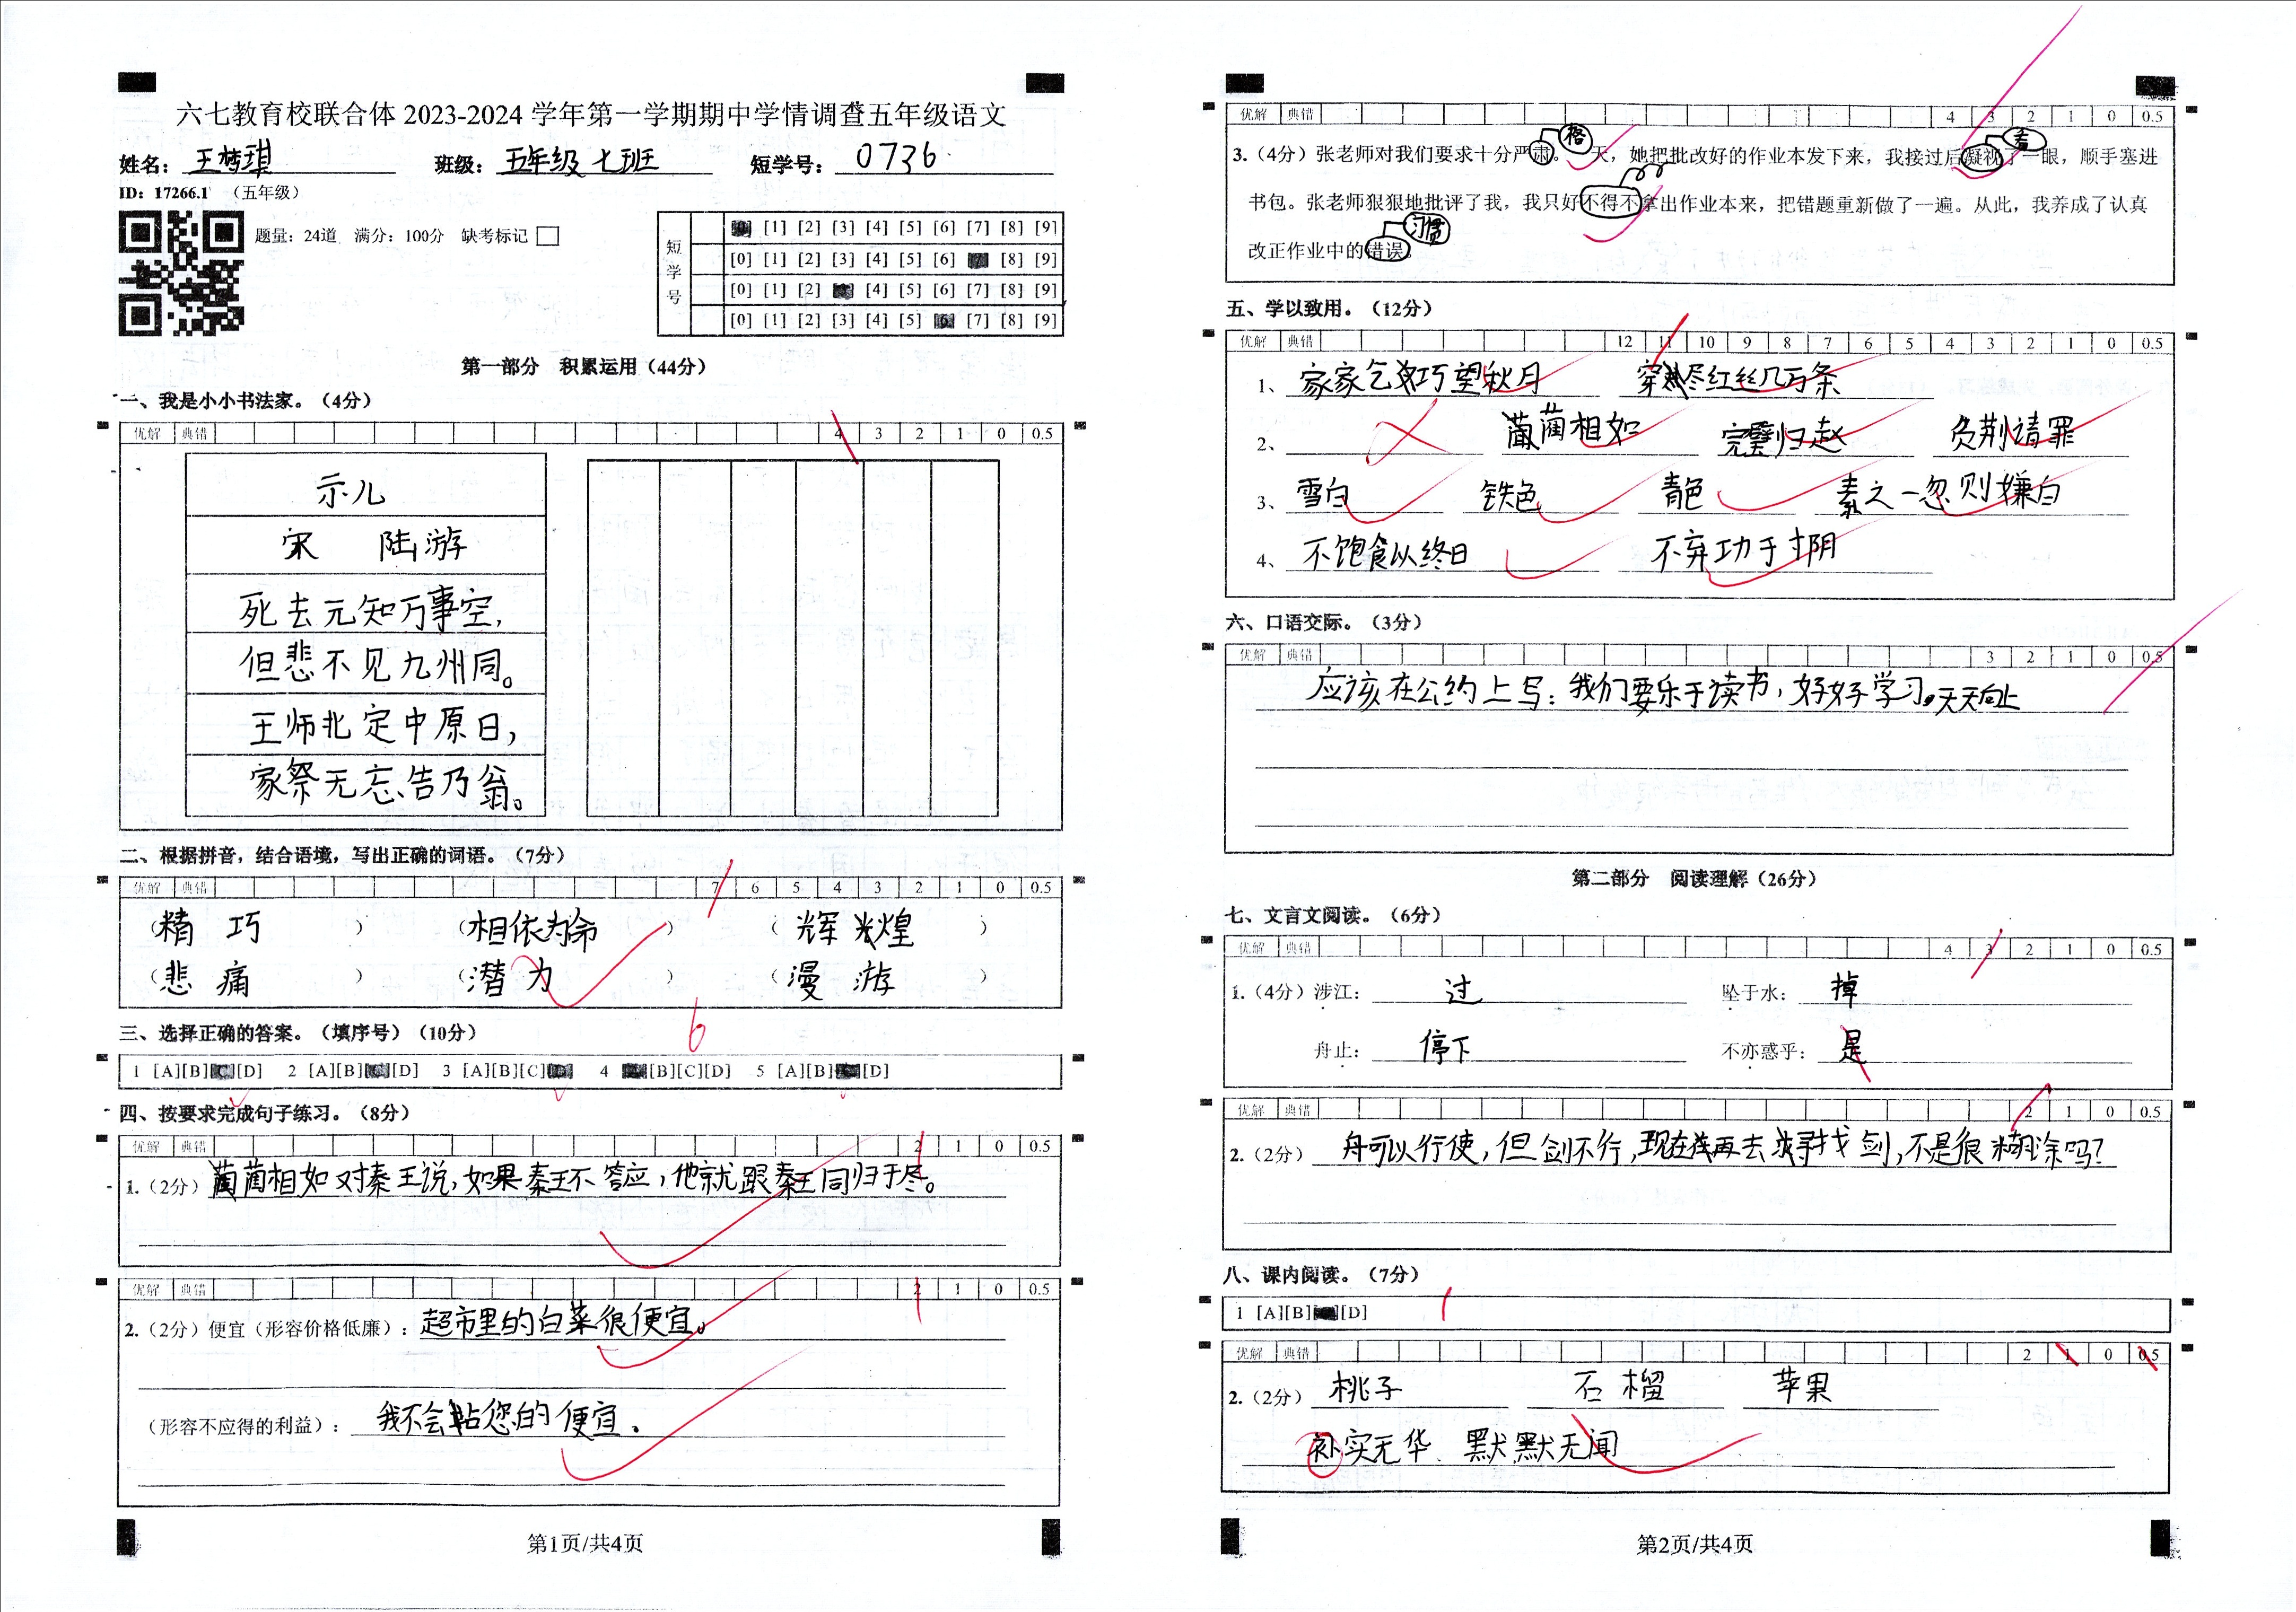 六七教育校联合体 2023-2024 学年第一学期期中学情调查五年级语文
姓名：王梦琪 班级：五年级七班 短学号：0736
ID：17266.1 （五年级）
题量：24道 满分：100分 缺考标记
短学号
[1] [2] [3] [4] [5] [6] [7] [8] [9]
[0] [1] [2] [3] [4] [5] [6] [8] [9]
[0] [1] [2] [4] [5] [6] [7] [8] [9]
[0] [1] [2] [3] [4] [5] [7] [8] [9]
第一部分 积累运用（44分）
一、我是小小书法家。（4分）
优解 典错 4 3 2 1 0 0.5
示儿
宋 陆游
死去元知万事空，
但悲不见九州同。
王师北定中原日，
家祭无忘告乃翁。
二、根据拼音，结合语境，写出正确的词语。（7分）
优解 典错 7 6 5 4 3 2 1 0 0.5
（精巧） （相依为命） （辉煌）
（悲痛） （潜力） （漫游）
6
三、选择正确的答案。（填序号）（10分）
1 [A][B][C][D] 2 [A][B][C][D] 3 [A][B][C][D] 4 [A][B][C][D] 5 [A][B][C][D]
四、按要求完成句子练习。（8分）
优解 典错 2 1 0 0.5
1.（2分）蔺相如对秦王说，如果秦王不答应，他就跟秦王同归于尽。
优解 典错 2 1 0 0.5
2.（2分）便宜（形容价格低廉）：超市里的白菜很便宜。
（形容不应得的利益）：我不会占您的便宜。
第1页/共4页
优解 典错 4 3 2 1 0 0.5
格 看
3.（4分）张老师对我们要求十分严肃。一天，她把批改好的作业本发下来，我接过后凝视了一眼，顺手塞进
书包。张老师狠狠地批评了我，我只好不得不拿出作业本来，把错题重新做了一遍。从此，我养成了认真
习惯
改正作业中的错误。
五、学以致用。（12分）
优解 典错 12 11 10 9 8 7 6 5 4 3 2 1 0 0.5
1、家家乞巧望秋月 穿尽红丝几万条
2、 蔺相如 完璧归赵 负荆请罪
3、雪白 铁色 青色 素之一忽则嫌白
4、不饱食以终日 不弃功于寸阴
六、口语交际。（3分）
优解 典错 3 2 1 0 0.5
应该在公约上写：我们要乐于读书，好好学习。天天向上
第二部分 阅读理解（26分）
七、文言文阅读。（6分）
优解 典错 4 3 2 1 0 0.5
1.（4分）涉江：过 坠于水：掉
舟止：停下 不亦惑乎：是
优解 典错 2 1 0 0.5
2.（2分）舟可以行使，但剑不行，现在再去寻找剑，不是很糊涂吗？
八、课内阅读。（7分）
1 [A][B][C][D] 1
优解 典错 2 1 0 0.5
2.（2分）桃子 石榴 苹果
补实无华、默默无闻
第2页/共4页